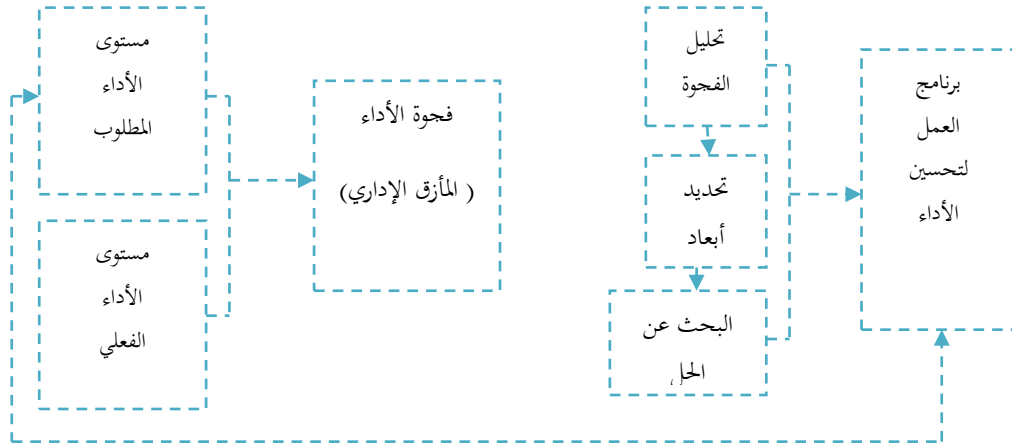 مستوى
الأداء
المطلوب
مستوى
الأداء
الفعلي
فجوة الأداء
( المأزق الإداري)
تحليل
الفجوة
تحديد
أبعاد
البحث عن
الحل
برنامج
العمل
لتحسين
الأداء